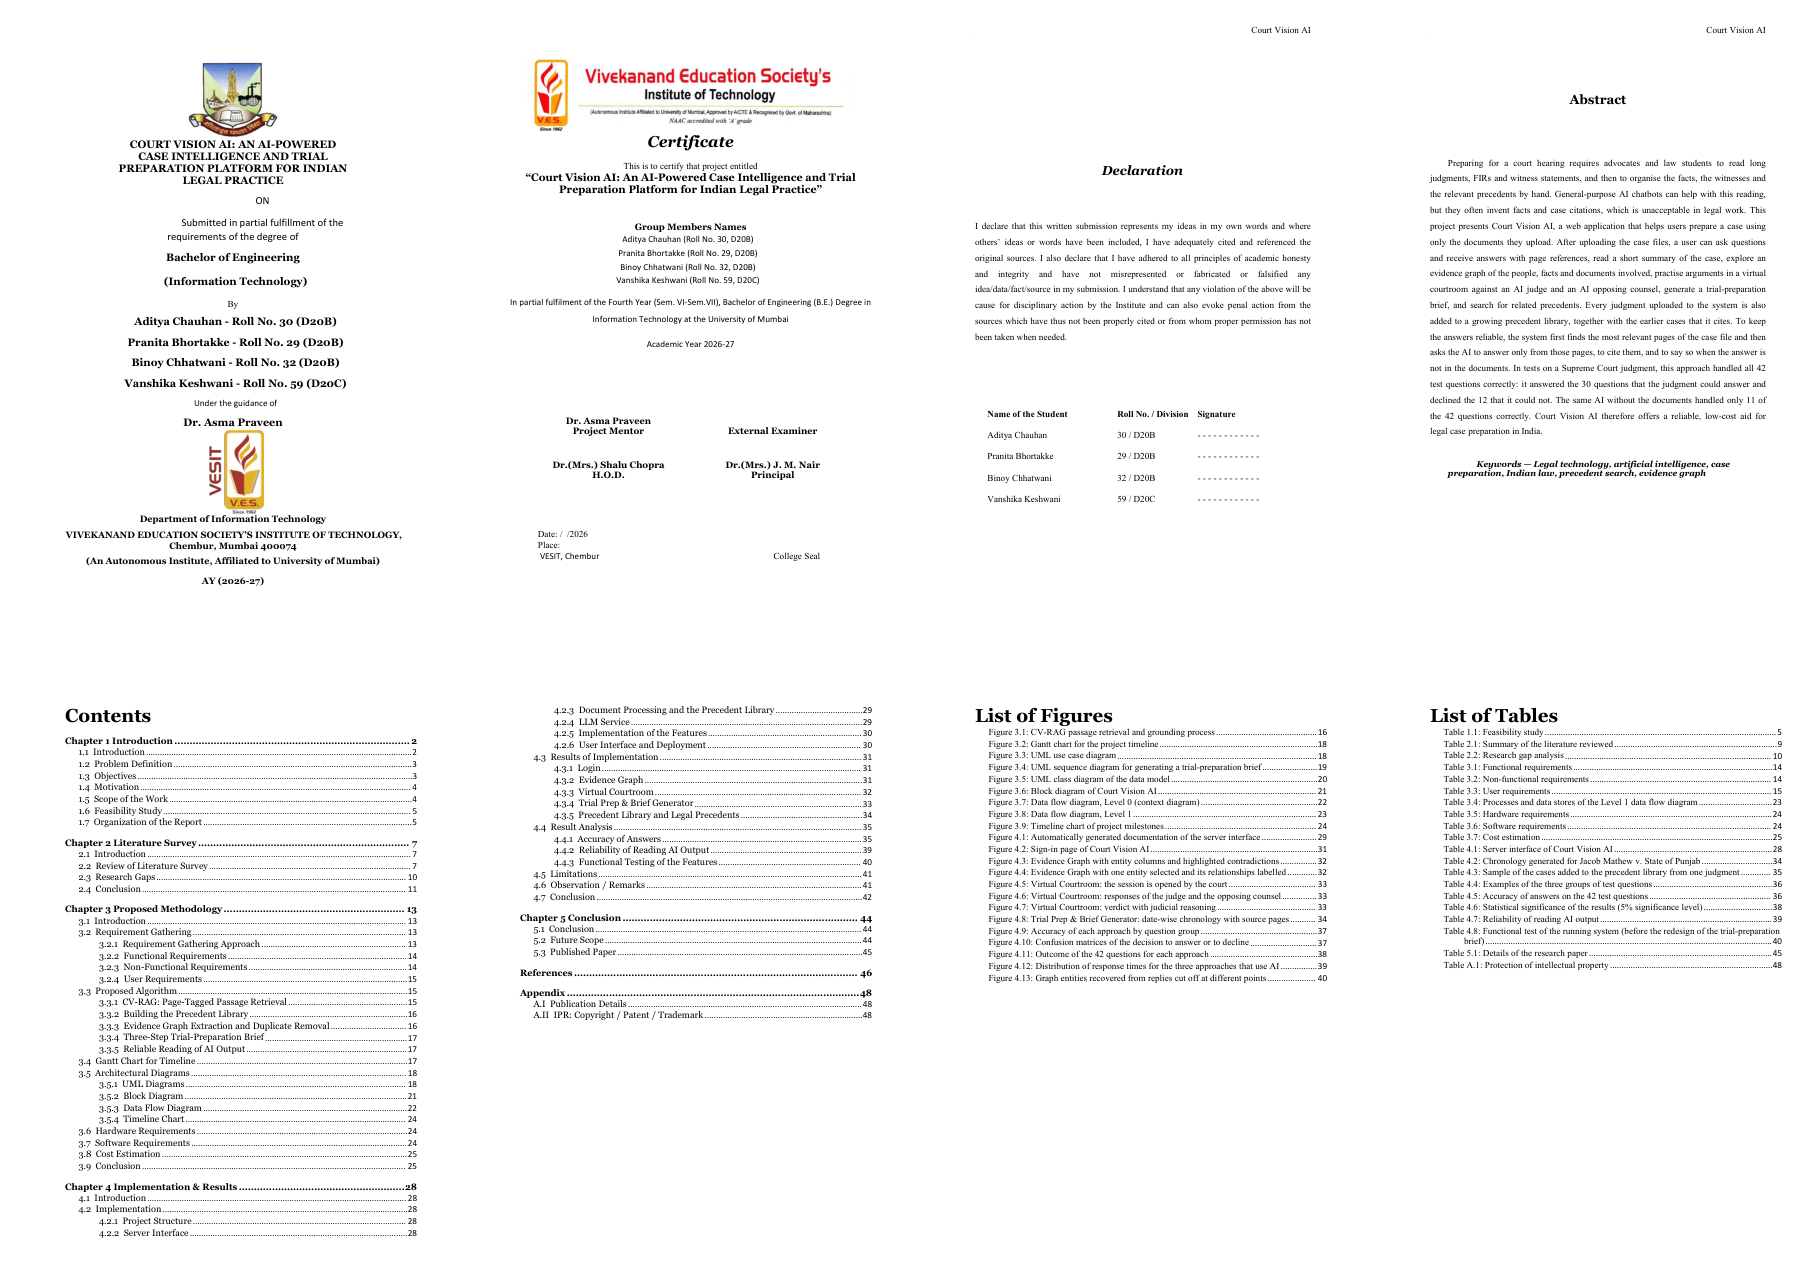 COURT VISION AI: AN AI-POWERED
CASE INTELLIGENCE AND TRIAL
PREPARATION PLATFORM FOR INDIAN
LEGAL PRACTICE
ON
Submitted in partial fulfillment of the
requirements of the degree of
Bachelor of Engineering
(Information Technology)
By
Aditya Chauhan - Roll No. 30 (D20B)
Pranita Bhortakke - Roll No. 29 (D20B)
Binoy Chhatwani - Roll No. 32 (D20B)
Vanshika Keshwani - Roll No. 59 (D20C)
Under the guidance of
Dr. Asma Praveen
VESIT
V.E.S.
Since 1962
Department of Information Technology
VIVEKANAND EDUCATION SOCIETY'S INSTITUTE OF TECHNOLOGY,
Chembur, Mumbai 400074
(An Autonomous Institute, Affiliated to University of Mumbai)
AY (2026-27)
V.E.S.
Since 1962
Vivekanand Education Society's
Institute of Technology
(Autonomous Institute Affiliated to University of Mumbai, Approved by AICTE & Recognised by Govt. of Maharashtra)
NAAC accredited with 'A' grade
Certificate
This is to certify that project entitled
“Court Vision AI: An AI-Powered Case Intelligence and Trial
Preparation Platform for Indian Legal Practice”
Group Members Names
Aditya Chauhan (Roll No. 30, D20B)
Pranita Bhortakke (Roll No. 29, D20B)
Binoy Chhatwani (Roll No. 32, D20B)
Vanshika Keshwani (Roll No. 59, D20C)
In partial fulfilment of the Fourth Year (Sem. VI-Sem.VII), Bachelor of Engineering (B.E.) Degree in
Information Technology at the University of Mumbai
Academic Year 2026-27
Dr. Asma Praveen
Project Mentor
External Examiner
Dr.(Mrs.) Shalu Chopra
H.O.D.
Dr.(Mrs.) J. M. Nair
Principal
Date: / /2026
Place:
VESIT, Chembur
College Seal
Court Vision AI
Declaration
I declare that this written submission represents my ideas in my own words and where
others’ ideas or words have been included, I have adequately cited and referenced the
original sources. I also declare that I have adhered to all principles of academic honesty
and integrity and have not misrepresented or fabricated or falsified any
idea/data/fact/source in my submission. I understand that any violation of the above will be
cause for disciplinary action by the Institute and can also evoke penal action from the
sources which have thus not been properly cited or from whom proper permission has not
been taken when needed.
Name of the Student Roll No. / Division Signature
Aditya Chauhan 30 / D20B - - - - - - - - - - - -
Pranita Bhortakke 29 / D20B - - - - - - - - - - - -
Binoy Chhatwani 32 / D20B - - - - - - - - - - - -
Vanshika Keshwani 59 / D20C - - - - - - - - - - - -
Court Vision AI
Abstract
Preparing for a court hearing requires advocates and law students to read long
judgments, FIRs and witness statements, and then to organise the facts, the witnesses and
the relevant precedents by hand. General-purpose AI chatbots can help with this reading,
but they often invent facts and case citations, which is unacceptable in legal work. This
project presents Court Vision AI, a web application that helps users prepare a case using
only the documents they upload. After uploading the case files, a user can ask questions
and receive answers with page references, read a short summary of the case, explore an
evidence graph of the people, facts and documents involved, practise arguments in a virtual
courtroom against an AI judge and an AI opposing counsel, generate a trial-preparation
brief, and search for related precedents. Every judgment uploaded to the system is also
added to a growing precedent library, together with the earlier cases that it cites. To keep
the answers reliable, the system first finds the most relevant pages of the case file and then
asks the AI to answer only from those pages, to cite them, and to say so when the answer is
not in the documents. In tests on a Supreme Court judgment, this approach handled all 42
test questions correctly: it answered the 30 questions that the judgment could answer and
declined the 12 that it could not. The same AI without the documents handled only 11 of
the 42 questions correctly. Court Vision AI therefore offers a reliable, low-cost aid for
legal case preparation in India.
Keywords — Legal technology, artificial intelligence, case
preparation, Indian law, precedent search, evidence graph
Contents
Chapter 1 Introduction 2
1.1 Introduction 2
1.2 Problem Definition 3
1.3 Objectives 3
1.4 Motivation 4
1.5 Scope of the Work 4
1.6 Feasibility Study 5
1.7 Organization of the Report 5
Chapter 2 Literature Survey 7
2.1 Introduction 7
2.2 Review of Literature Survey 7
2.3 Research Gaps 10
2.4 Conclusion 11
Chapter 3 Proposed Methodology 13
3.1 Introduction 13
3.2 Requirement Gathering 13
3.2.1 Requirement Gathering Approach 13
3.2.2 Functional Requirements 14
3.2.3 Non-Functional Requirements 14
3.2.4 User Requirements 15
3.3 Proposed Algorithm 15
3.3.1 CV-RAG: Page-Tagged Passage Retrieval 15
3.3.2 Building the Precedent Library 16
3.3.3 Evidence Graph Extraction and Duplicate Removal 16
3.3.4 Three-Step Trial-Preparation Brief 17
3.3.5 Reliable Reading of AI Output 17
3.4 Gantt Chart for Timeline 17
3.5 Architectural Diagrams 18
3.5.1 UML Diagrams 18
3.5.2 Block Diagram 21
3.5.3 Data Flow Diagram 22
3.5.4 Timeline Chart 24
3.6 Hardware Requirements 24
3.7 Software Requirements 24
3.8 Cost Estimation 25
3.9 Conclusion 25
Chapter 4 Implementation & Results 28
4.1 Introduction 28
4.2 Implementation 28
4.2.1 Project Structure 28
4.2.2 Server Interface 28
4.2.3 Document Processing and the Precedent Library 29
4.2.4 LLM Service 29
4.2.5 Implementation of the Features 30
4.2.6 User Interface and Deployment 30
4.3 Results of Implementation 31
4.3.1 Login 31
4.3.2 Evidence Graph 31
4.3.3 Virtual Courtroom 32
4.3.4 Trial Prep & Brief Generator 33
4.3.5 Precedent Library and Legal Precedents 34
4.4 Result Analysis 35
4.4.1 Accuracy of Answers 35
4.4.2 Reliability of Reading AI Output 39
4.4.3 Functional Testing of the Features 40
4.5 Limitations 41
4.6 Observation / Remarks 41
4.7 Conclusion 42
Chapter 5 Conclusion 44
5.1 Conclusion 44
5.2 Future Scope 44
5.3 Published Paper 45
References 46
Appendix 48
A.I Publication Details 48
A.II IPR: Copyright / Patent / Trademark 48
List of Figures
Figure 3.1: CV-RAG passage retrieval and grounding process 16
Figure 3.2: Gantt chart for the project timeline 18
Figure 3.3: UML use case diagram 18
Figure 3.4: UML sequence diagram for generating a trial-preparation brief 19
Figure 3.5: UML class diagram of the data model 20
Figure 3.6: Block diagram of Court Vision AI 21
Figure 3.7: Data flow diagram, Level 0 (context diagram) 22
Figure 3.8: Data flow diagram, Level 1 23
Figure 3.9: Timeline chart of project milestones 24
Figure 4.1: Automatically generated documentation of the server interface 29
Figure 4.2: Sign-in page of Court Vision AI 31
Figure 4.3: Evidence Graph with entity columns and highlighted contradictions 32
Figure 4.4: Evidence Graph with one entity selected and its relationships labelled 32
Figure 4.5: Virtual Courtroom: the session is opened by the court 33
Figure 4.6: Virtual Courtroom: responses of the judge and the opposing counsel 33
Figure 4.7: Virtual Courtroom: verdict with judicial reasoning 33
Figure 4.8: Trial Prep & Brief Generator: date-wise chronology with source pages 34
Figure 4.9: Accuracy of each approach by question group 37
Figure 4.10: Confusion matrices of the decision to answer or to decline 37
Figure 4.11: Outcome of the 42 questions for each approach 38
Figure 4.12: Distribution of response times for the three approaches that use AI 39
Figure 4.13: Graph entities recovered from replies cut off at different points 40
List of Tables
Table 1.1: Feasibility study 5
Table 2.1: Summary of the literature reviewed 9
Table 2.2: Research gap analysis 10
Table 3.1: Functional requirements 14
Table 3.2: Non-functional requirements 14
Table 3.3: User requirements 15
Table 3.4: Processes and data stores of the Level 1 data flow diagram 23
Table 3.5: Hardware requirements 24
Table 3.6: Software requirements 24
Table 3.7: Cost estimation 25
Table 4.1: Server interface of Court Vision AI 28
Table 4.2: Chronology generated for Jacob Mathew v. State of Punjab 34
Table 4.3: Sample of the cases added to the precedent library from one judgment 35
Table 4.4: Examples of the three groups of test questions 36
Table 4.5: Accuracy of answers on the 42 test questions 36
Table 4.6: Statistical significance of the results (5% significance level) 38
Table 4.7: Reliability of reading AI output 39
Table 4.8: Functional test of the running system (before the redesign of the trial-preparation
brief) 40
Table 5.1: Details of the research paper 45
Table A.1: Protection of intellectual property 48